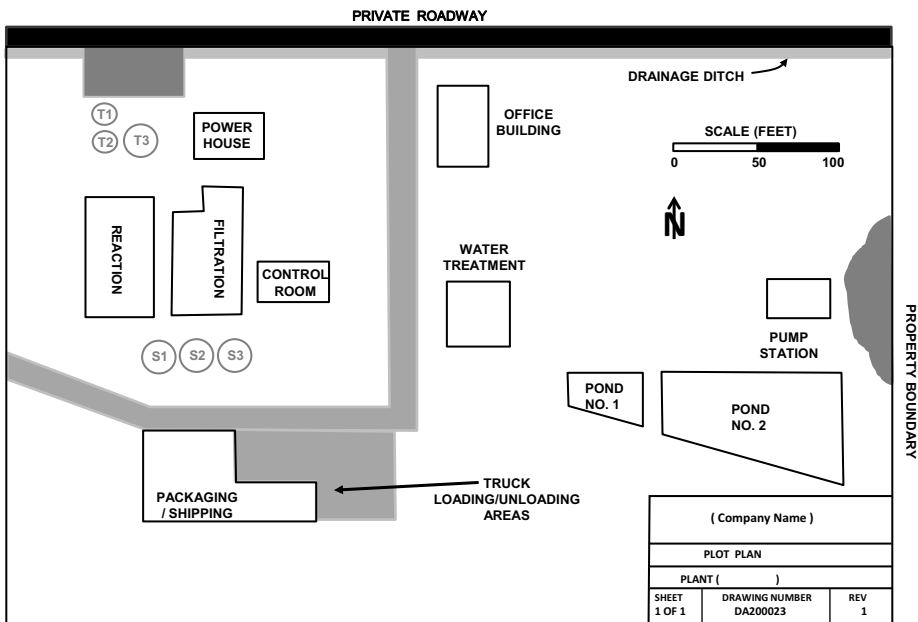 PRIVATE ROADWAY
DRAINAGE DITCH
T1
T2
T3
POWER
HOUSE
OFFICE
BUILDING
SCALE (FEET)
0 50 100
N
REACTION
FILTRATION
CONTROL
ROOM
WATER
TREATMENT
PUMP
STATION
PROPERTY BOUNDARY
S1
S2
S3
POND
NO. 1
POND
NO. 2
PACKAGING
/ SHIPPING
TRUCK
LOADING/UNLOADING
AREAS
( Company Name )
PLOT PLAN
PLANT ( )
SHEET
1 OF 1
DRAWING NUMBER
DA200023
REV
1